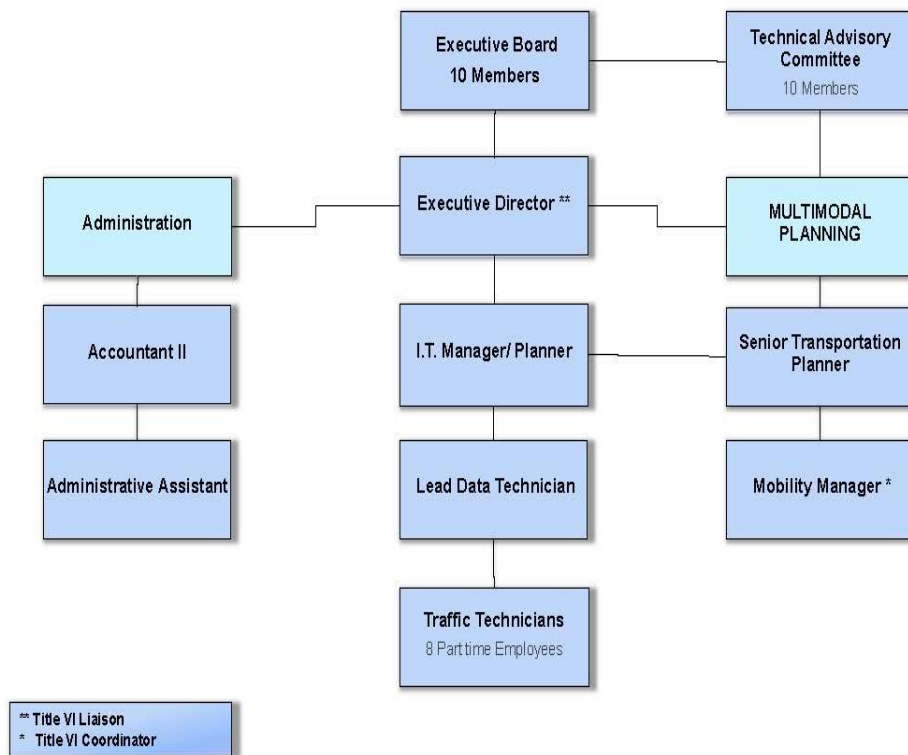 Executive Board
10 Members
Technical Advisory
Committee
10 Members
Administration
Executive Director **
MULTIMODAL
PLANNING
Accountant II
I.T. Manager/ Planner
Senior Transportation
Planner
Administrative Assistant
Lead Data Technician
Mobility Manager *
Traffic Technicians
8 Part time Employees
** Title VI Liaison
* Title VI Coordinator